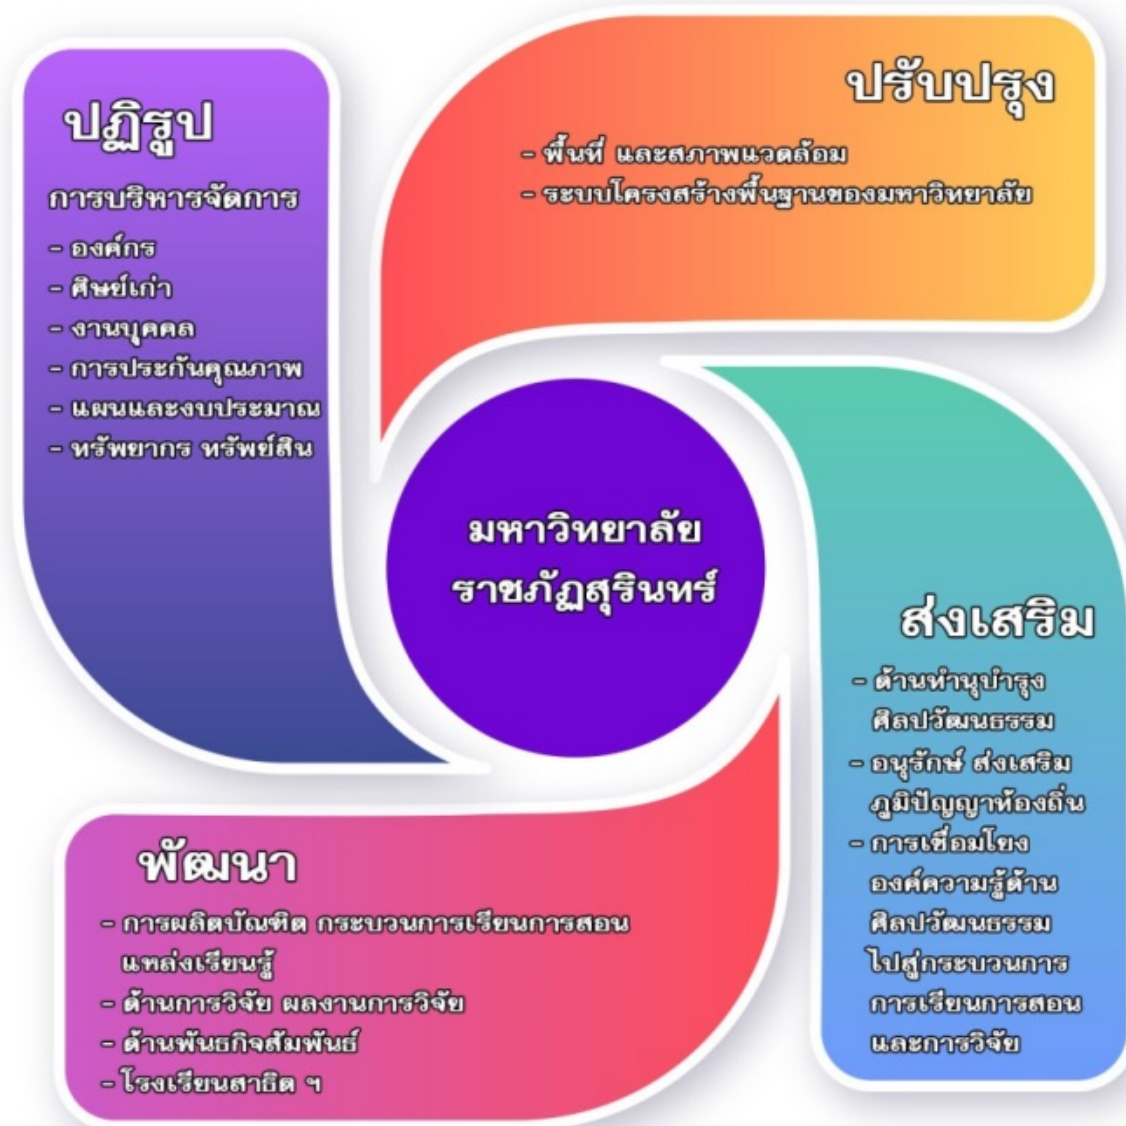 ปฏิรูป
การบริหารจัดการ
- องค์กร
- ศิษย์เก่า
- งานบุคคล
- การประกันคุณภาพ
- แผนและงบประมาณ
- ทรัพยากร ทรัพย์สิน
ปรับปรุง
- พื้นที่ และสภาพแวดล้อม
- ระบบโครงสร้างพื้นฐานของมหาวิทยาลัย
มหาวิทยาลัย
ราชภัฏสุรินทร์
ส่งเสริม
- ด้านทำนุบำรุง
ศิลปวัฒนธรรม
- อนุรักษ์ ส่งเสริม
ภูมิปัญญาท้องถิ่น
- การเชื่อมโยง
องค์ความรู้ด้าน
ศิลปวัฒนธรรม
ไปสู่กระบวนการ
การเรียนการสอน
และการวิจัย
พัฒนา
- การผลิตบัณฑิต กระบวนการเรียนการสอน
แหล่งเรียนรู้
- ด้านการวิจัย ผลงานการวิจัย
- ด้านพันธกิจสัมพันธ์
- โรงเรียนสาธิต ฯ